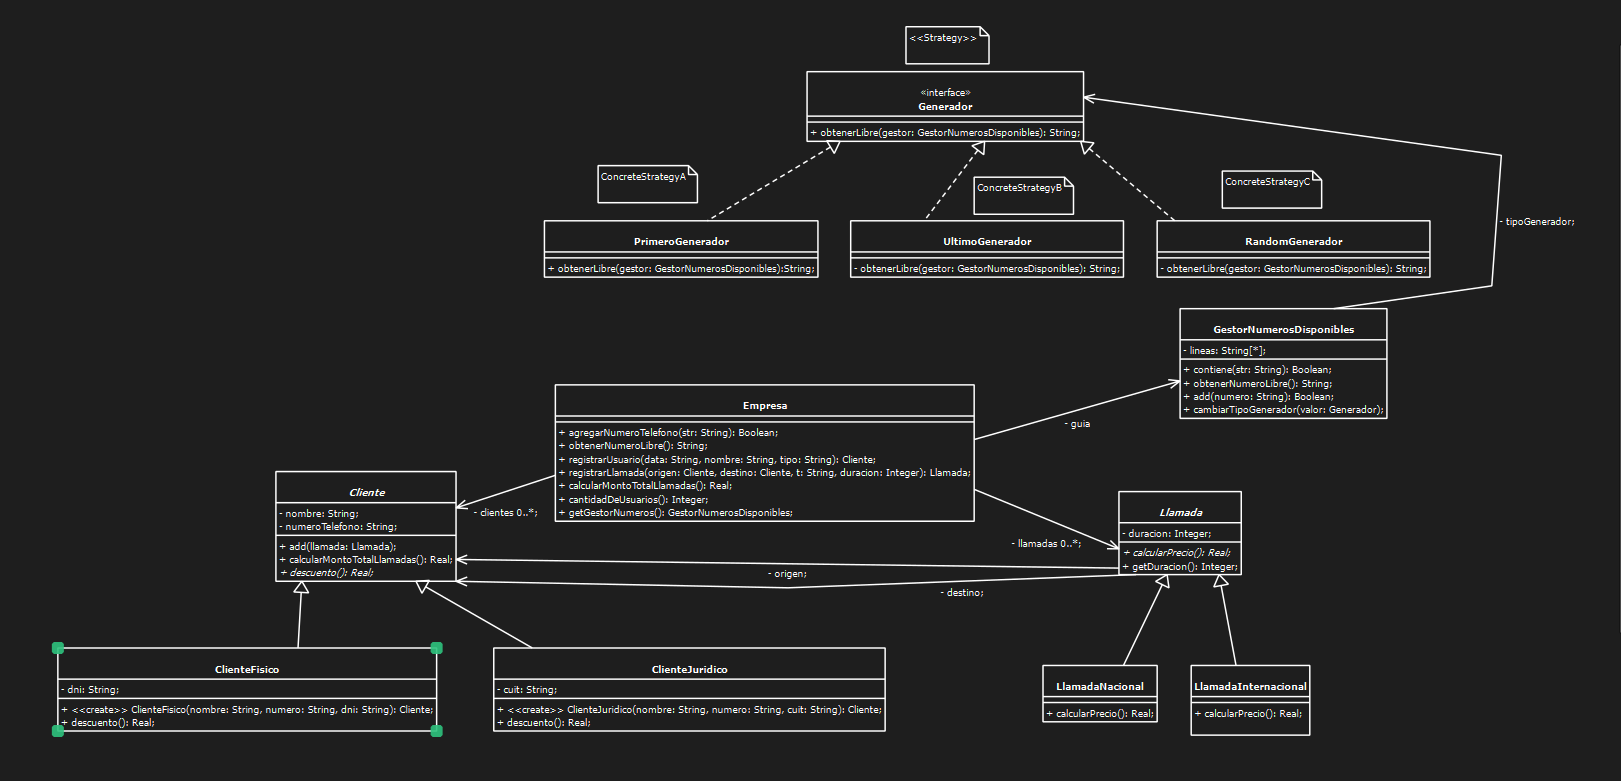 <<Strategy>>
«interface»
Generador
+ obtenerLibre(gestor: GestorNumerosDisponibles): String;
ConcreteStrategyA
ConcreteStrategyB
ConcreteStrategyC
- tipoGenerador;
PrimeroGenerador
+ obtenerLibre(gestor: GestorNumerosDisponibles):String;
UltimoGenerador
- obtenerLibre(gestor: GestorNumerosDisponibles): String;
RandomGenerador
- obtenerLibre(gestor: GestorNumerosDisponibles): String;
GestorNumerosDisponibles
- lineas: String[*];
+ contiene(str: String): Boolean;
+ obtenerNumeroLibre(): String;
+ add(numero: String): Boolean;
+ cambiarTipoGenerador(valor: Generador);
Empresa
+ agregarNumeroTelefono(str: String): Boolean;
+ obtenerNumeroLibre(): String;
+ registrarUsuario(data: String, nombre: String, tipo: String): Cliente;
+ registrarLlamada(origen: Cliente, destino: Cliente, t: String, duracion: Integer): Llamada;
+ calcularMontoTotalLlamadas(): Real;
+ cantidadDeUsuarios(): Integer;
+ getGestorNumeros(): GestorNumerosDisponibles;
- guia
Cliente
- nombre: String;
- numeroTelefono: String;
+ add(llamada: Llamada);
+ calcularMontoTotalLlamadas(): Real;
+ descuento(): Real;
- clientes 0..*;
- llamadas 0..*;
Llamada
- duracion: Integer;
+ calcularPrecio(): Real;
+ getDuracion(): Integer;
- origen;
- destino;
ClienteFisico
- dni: String;
+ <<create>> ClienteFisico(nombre: String, numero: String, dni: String): Cliente;
+ descuento(): Real;
ClienteJuridico
- cuit: String;
+ <<create>> ClienteJuridico(nombre: String, numero: String, cuit: String): Cliente;
+ descuento(): Real;
LlamadaNacional
+ calcularPrecio(): Real;
LlamadaInternacional
+ calcularPrecio(): Real;